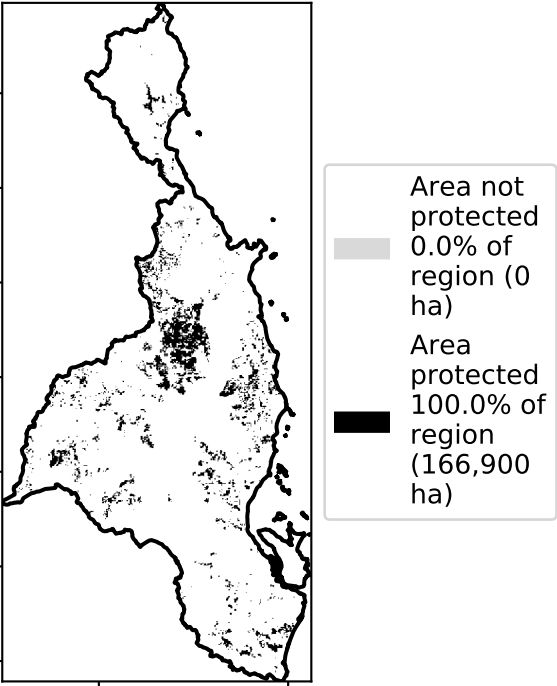 Area not
protected
0.0% of
region (0
ha)
Area
protected
100.0% of
region
(166,900
ha)